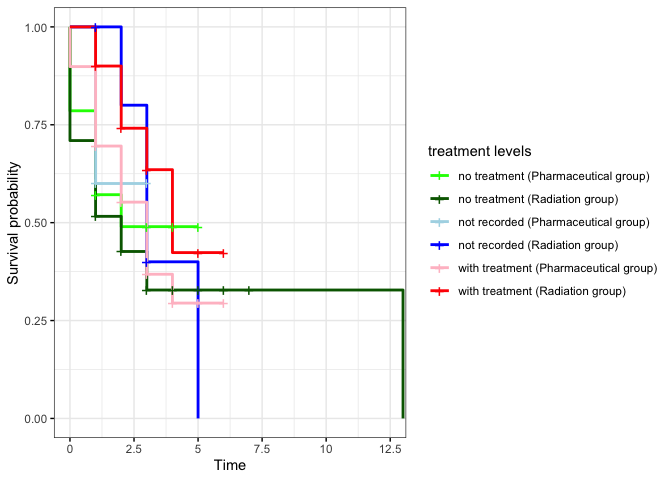 1.00
0.75
0.50
0.25
0.00
Survival probability
0 2.5 5 7.5 10 12.5
Time
treatment levels
no treatment (Pharmaceutical group)
no treatment (Radiation group)
not recorded (Pharmaceutical group)
not recorded (Radiation group)
with treatment (Pharmaceutical group)
with treatment (Radiation group)